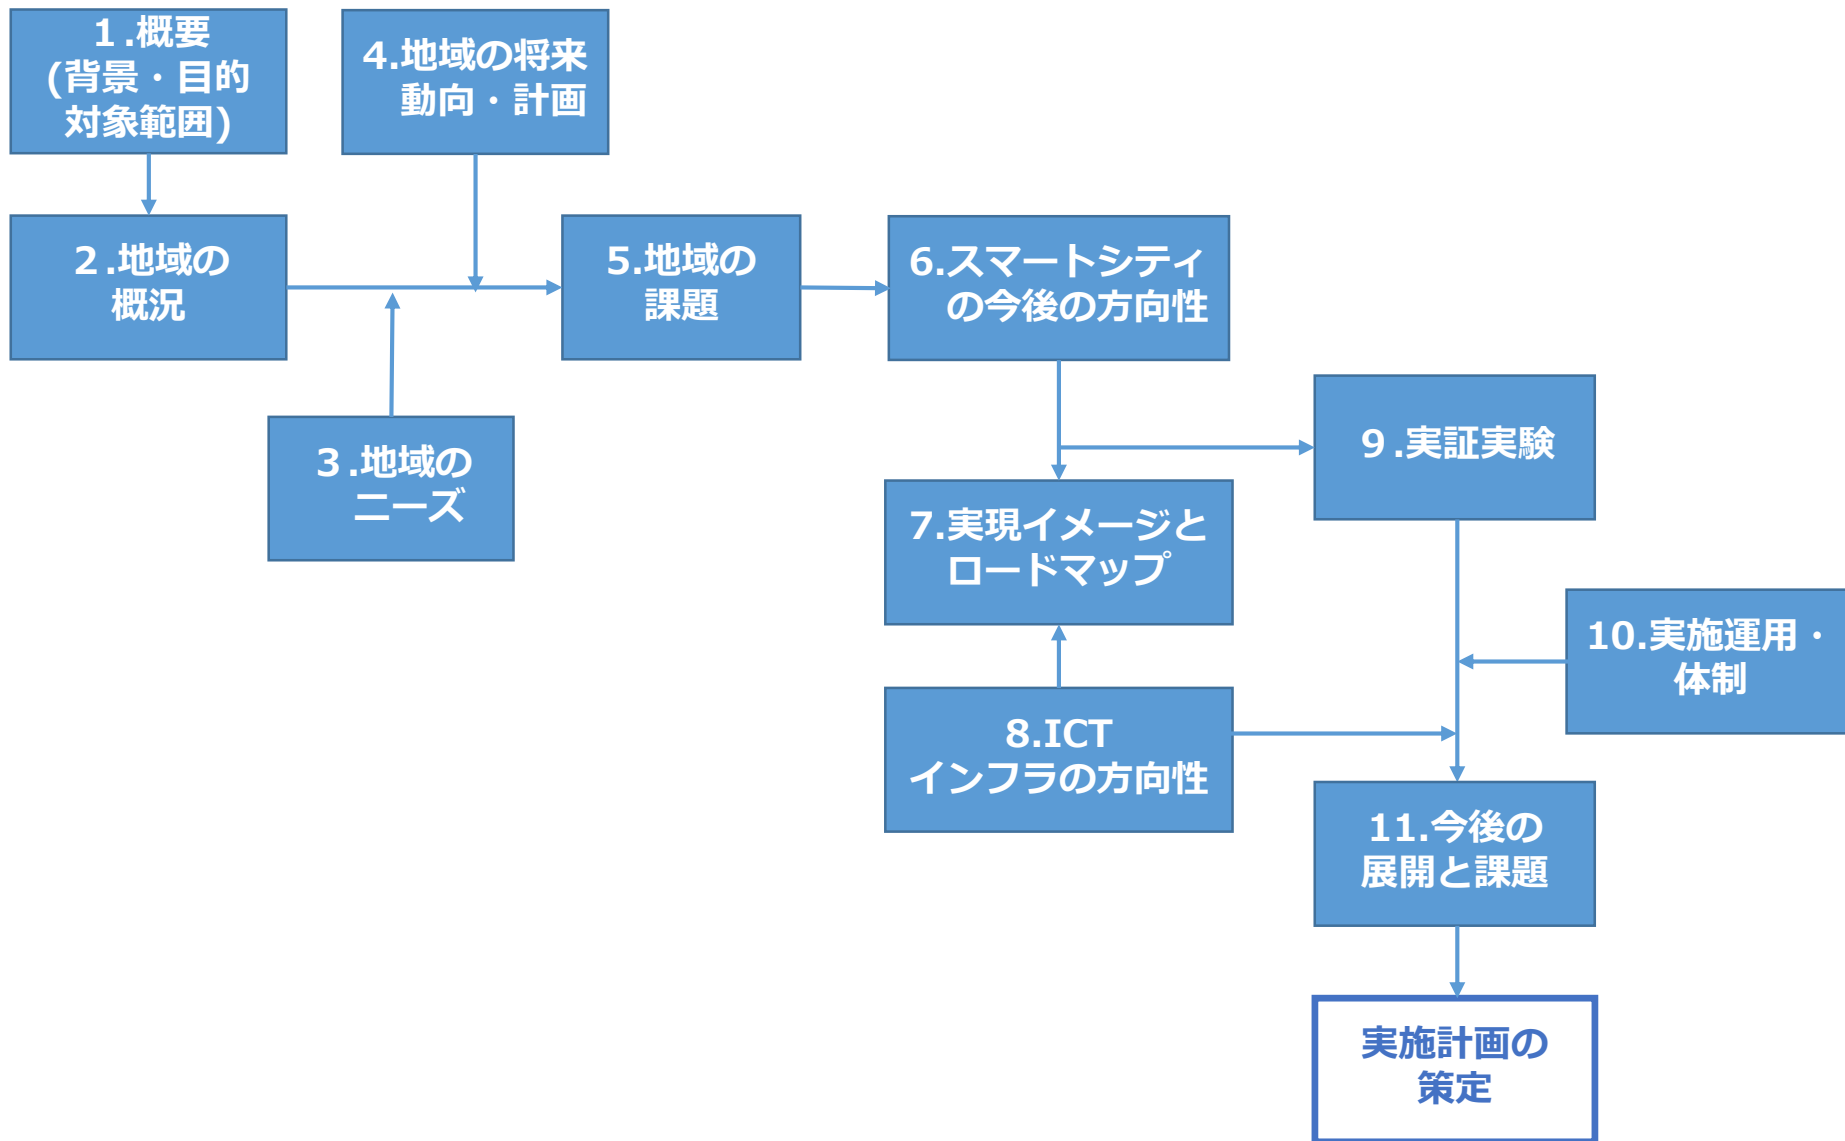 １.概要
(背景・目的
対象範囲)
4.地域の将来
動向・計画
２.地域の
概況
5.地域の
課題
6.スマートシティ
の今後の方向性
３.地域の
ニーズ
9.実証実験
7.実現イメージと
ロードマップ
10.実施運用・
体制
8.ICT
インフラの方向性
11.今後の
展開と課題
実施計画の
策定